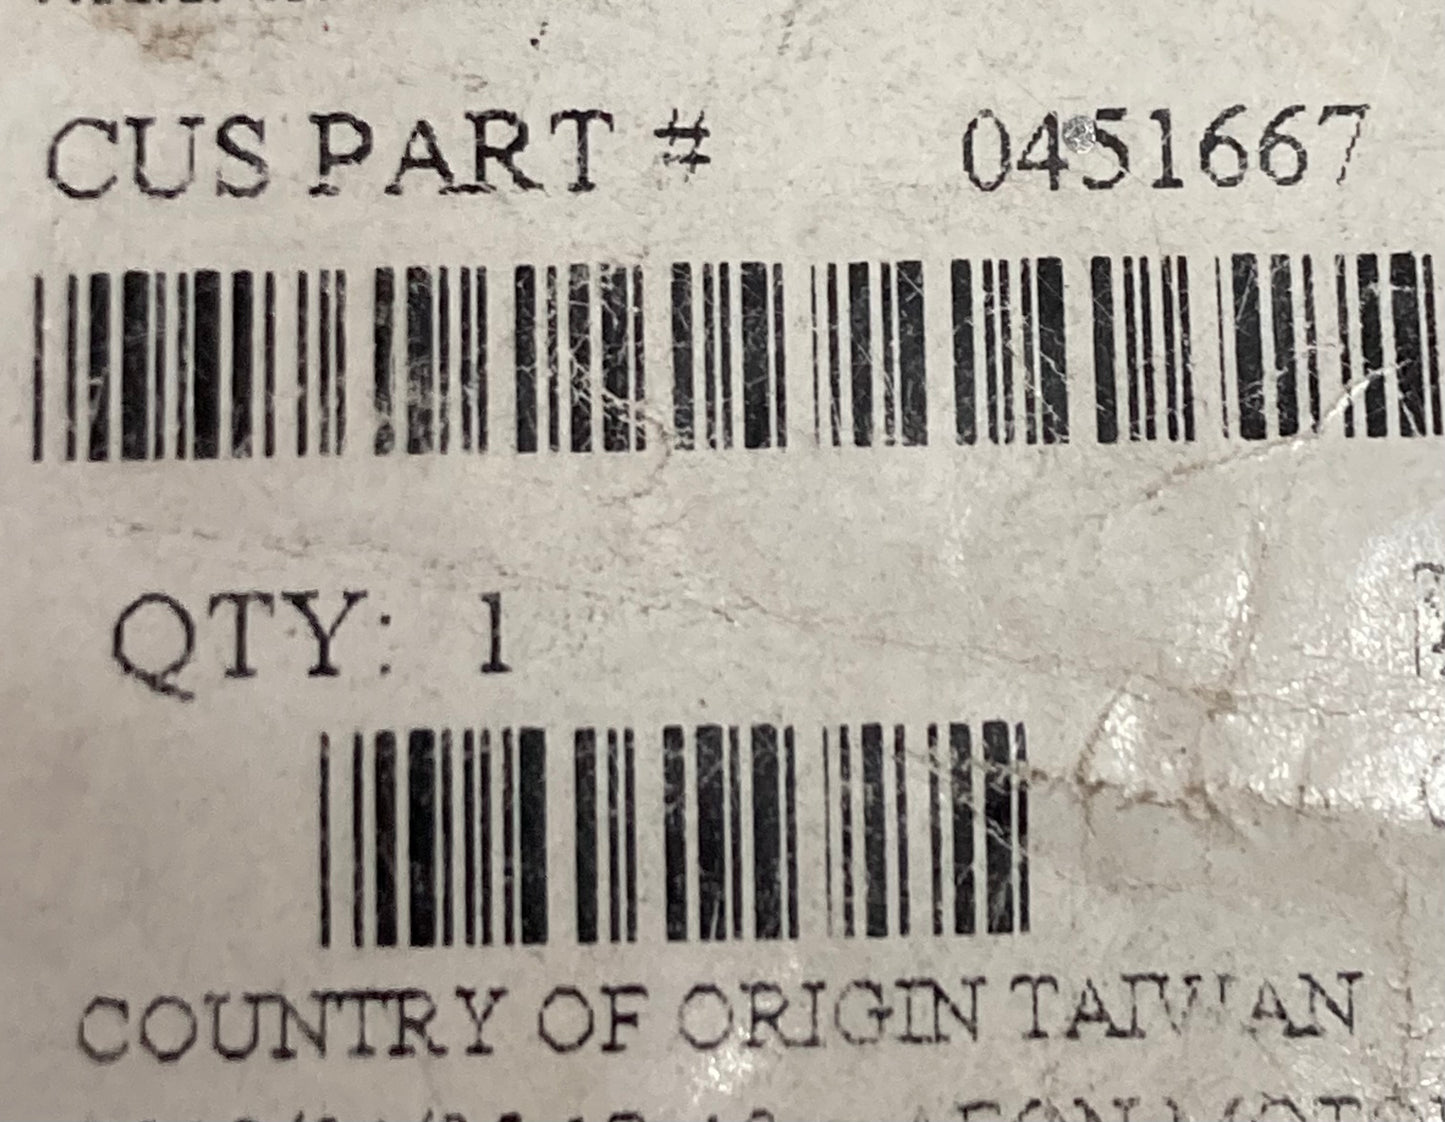 CUS PART # 0451667
QTY: 1
COUNTRY OF ORIGIN TAIWAN